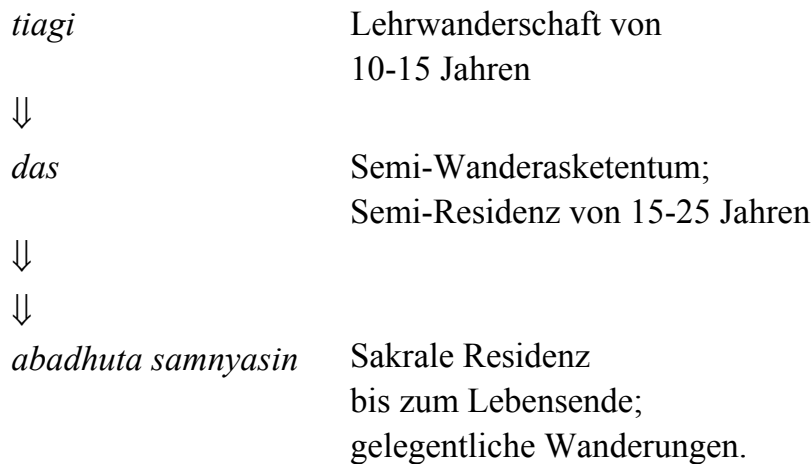 tiagi Lehrwanderschaft von
10-15 Jahren
⇓
das Semi-Wanderasketentum;
Semi-Residenz von 15-25 Jahren
⇓
⇓
abadhuta samnyasin Sakrale Residenz
bis zum Lebensende;
gelegentliche Wanderungen.